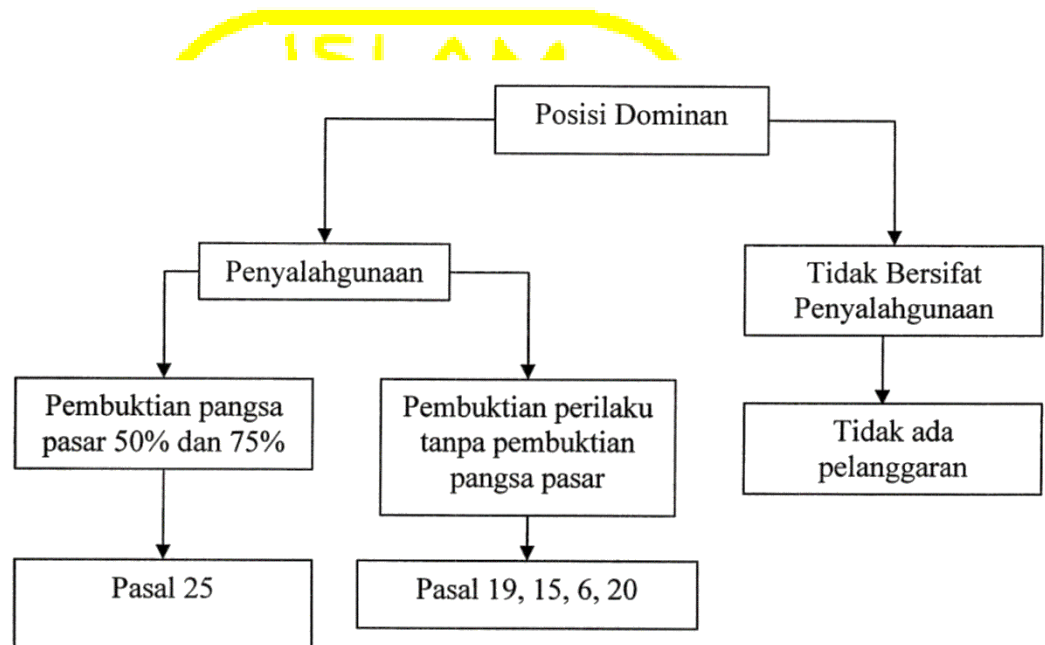 ISLAM
Posisi Dominan
Penyalahgunaan
Tidak Bersifat
Penyalahgunaan
Pembuktian pangsa
pasar 50% dan 75%
Pembuktian perilaku
tanpa pembuktian
pangsa pasar
Tidak ada
pelanggaran
Pasal 25
Pasal 19, 15, 6, 20